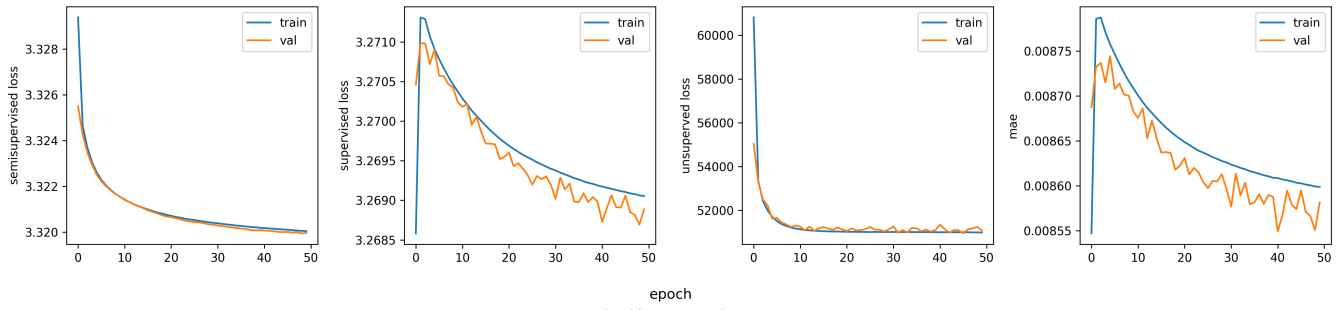 train
val
3.328
3.326
3.324
3.322
3.320
0 10 20 30 40 50
semisupervised loss
train
val
3.2710
3.2705
3.2700
3.2695
3.2690
3.2685
0 10 20 30 40 50
supervised loss
train
val
60000
58000
56000
54000
52000
0 10 20 30 40 50
unsuperved loss
train
val
0.00875
0.00870
0.00865
0.00860
0.00855
0 10 20 30 40 50
mae
epoch